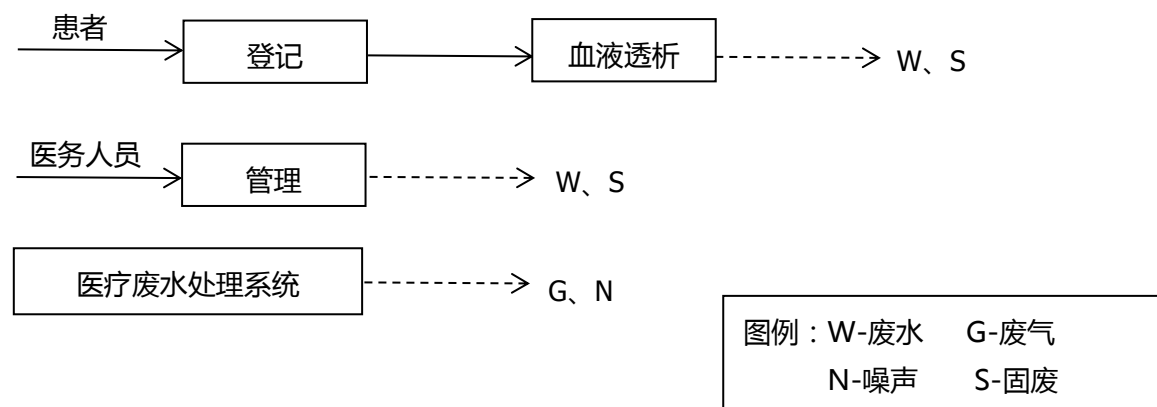 患者
登记
血液透析
W、S
医务人员
管理
W、S
医疗废水处理系统
G、N
图例：W-废水 G-废气
N-噪声 S-固废